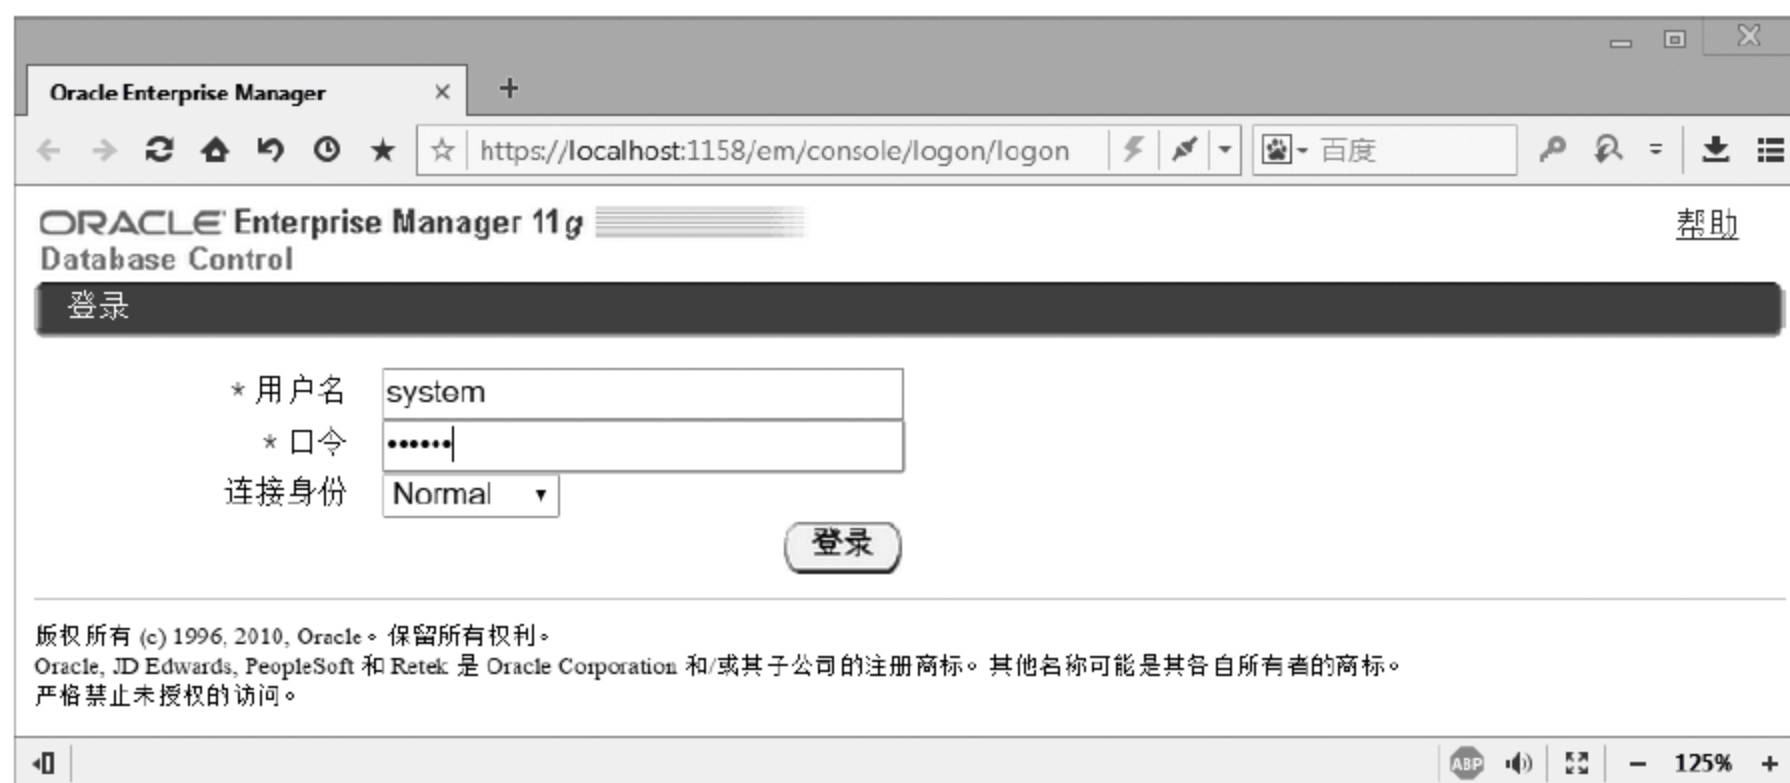 Oracle Enterprise Manager
https://localhost:1158/em/console/logon/logon 百度
ORACLE Enterprise Manager 11g 帮助
Database Control
登录
* 用户名 system
* 口令 ••••••
连接身份 Normal
登录
版权所有 (c) 1996, 2010, Oracle。保留所有权利。
Oracle, JD Edwards, PeopleSoft 和 Retek 是 Oracle Corporation 和/或其子公司的注册商标。其他名称可能是其各自所有者的商标。
严格禁止未授权的访问。
ABP 125%